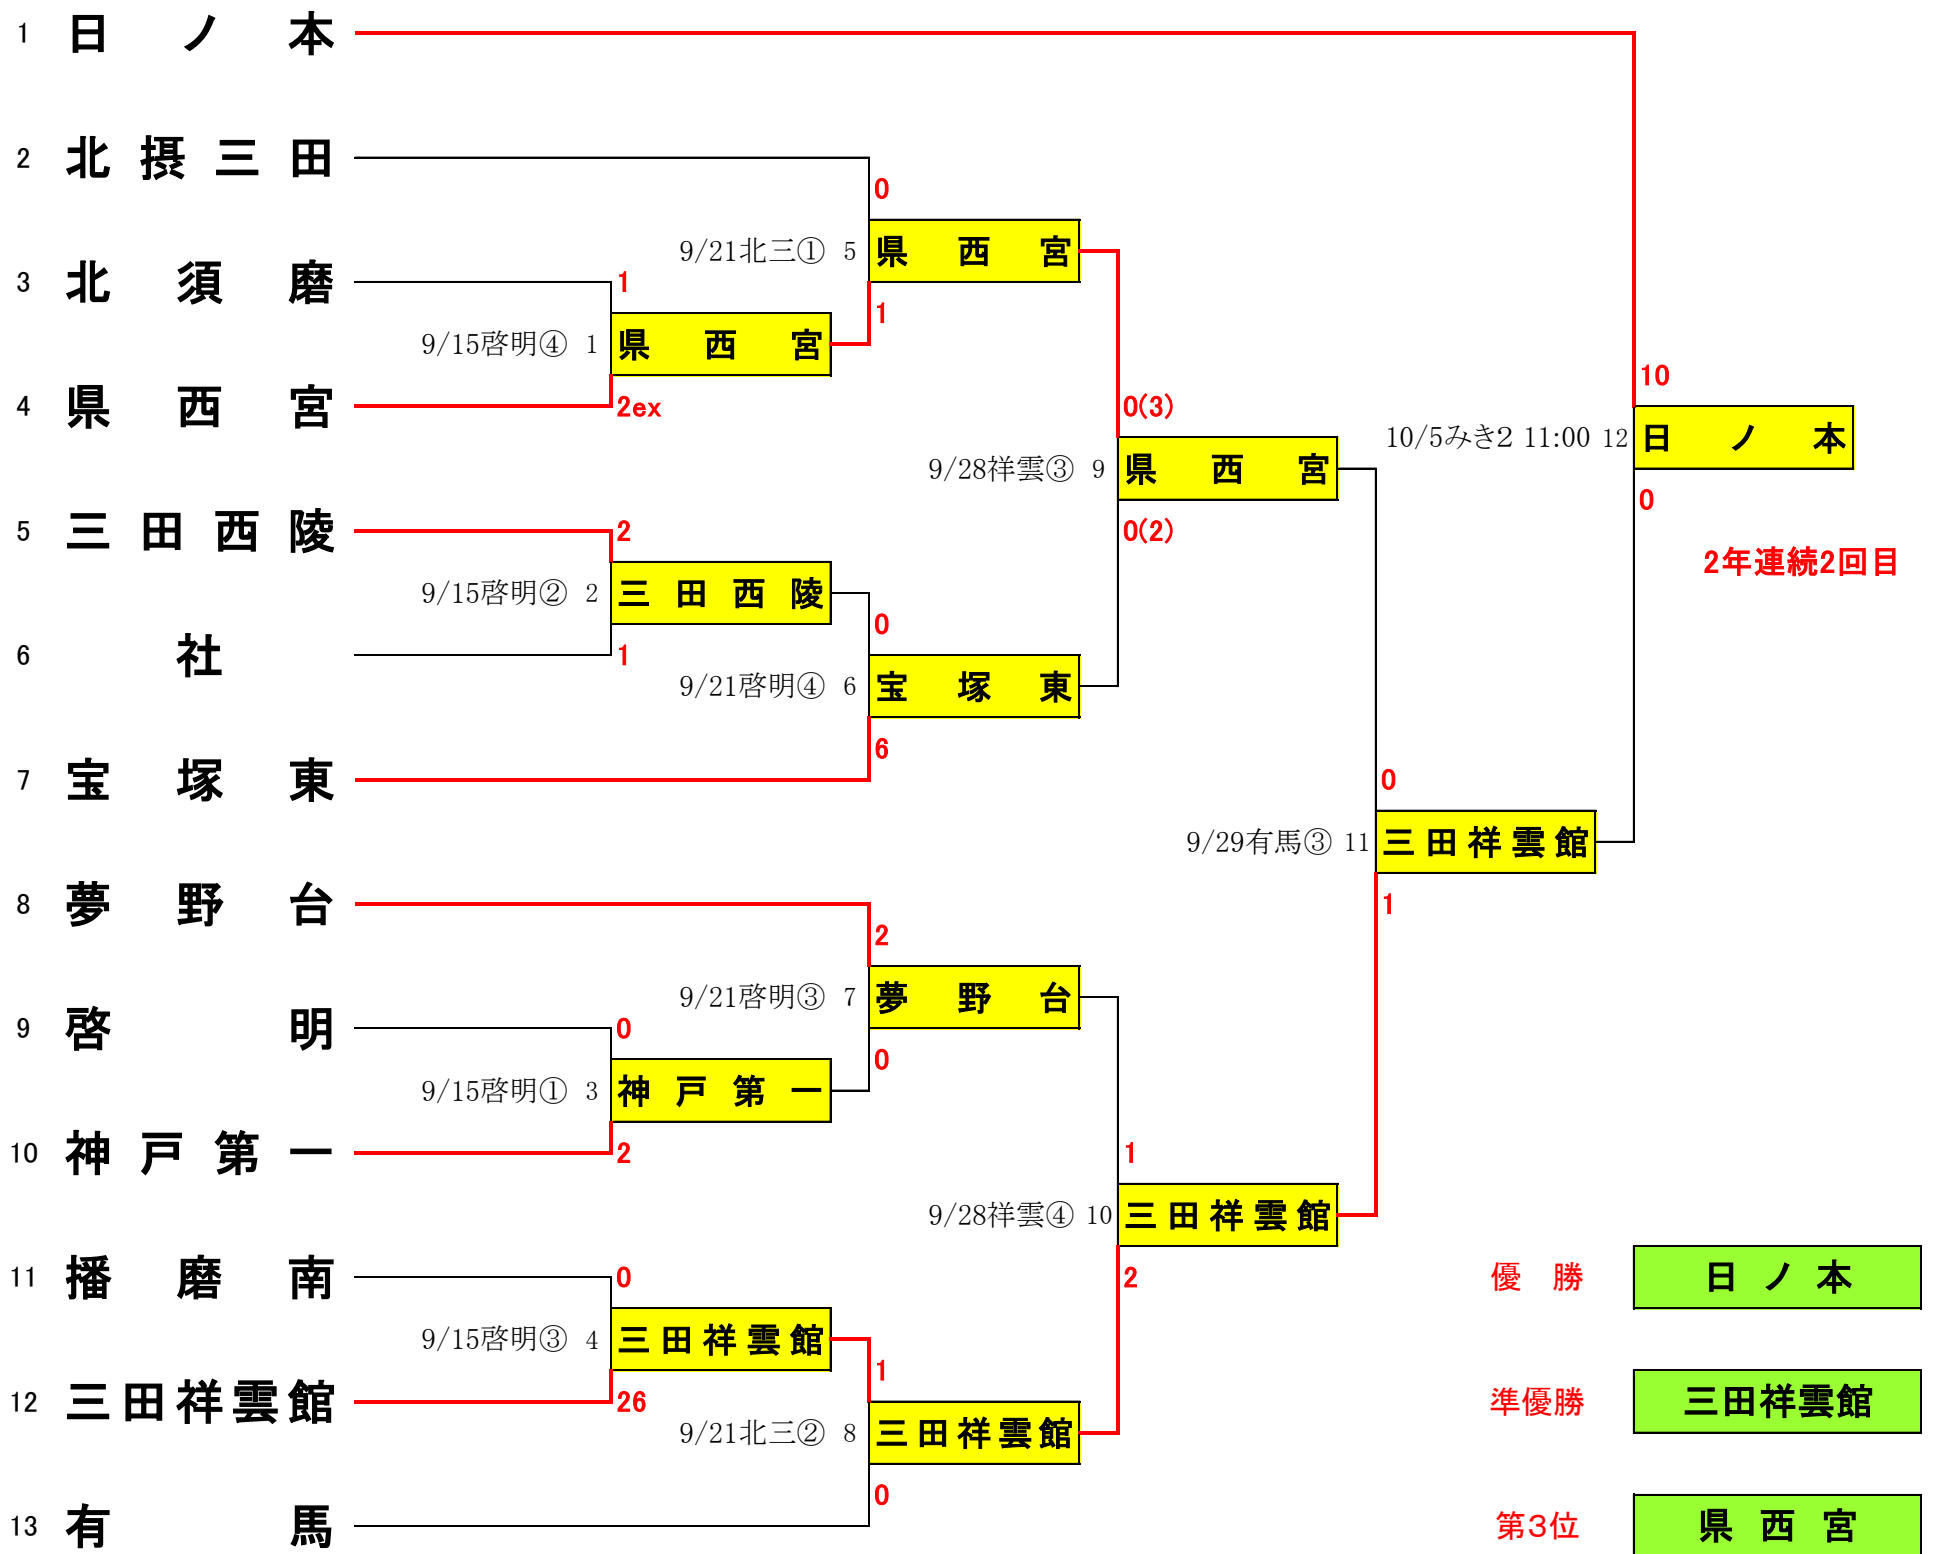 1 日ノ本
2 北摂三田
0
9/21北三① 5 県西宮
3 北須磨
1
1
9/15啓明④ 1 県西宮
4 県西宮
2ex
0(3)
10
10/5みき2 11:00 12 日ノ本
9/28祥雲③ 9 県西宮
0
5 三田西陵
2
0(2)
2年連続2回目
9/15啓明② 2 三田西陵
0
6 社
1
9/21啓明④ 6 宝塚東
6
7 宝塚東
0
9/29有馬③ 11 三田祥雲館
8 夢野台
1
2
9/21啓明③ 7 夢野台
9 啓明
0
0
9/15啓明① 3 神戸第一
10 神戸第一
2
1
9/28祥雲④ 10 三田祥雲館
11 播磨南
0
2
優勝 日ノ本
9/15啓明③ 4 三田祥雲館
1
12 三田祥雲館
26
準優勝 三田祥雲館
9/21北三② 8 三田祥雲館
0
13 有馬
第3位 県西宮